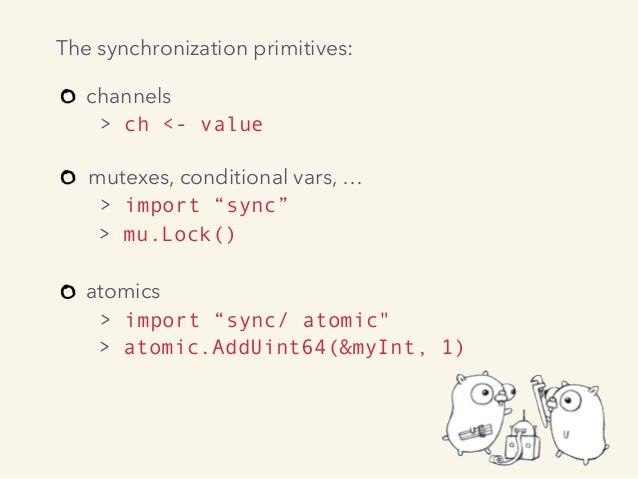 The synchronization primitives:
channels
> ch <- value
mutexes, conditional vars, …
> import “sync”
> mu.Lock()
atomics
> import “sync/ atomic"
> atomic.AddUint64(&myInt, 1)